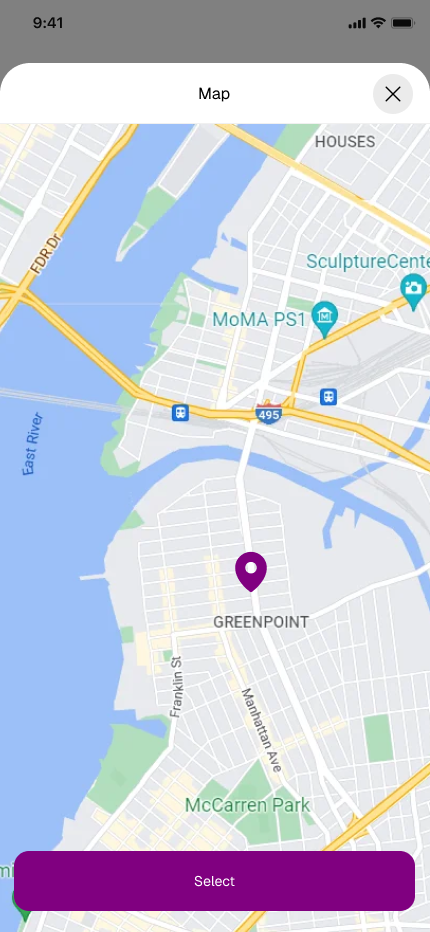 9:41
Map
HOUSES
FDR Dr
SculptureCente
MoMA PS1
495
East River
GREENPOINT
Franklin St
Manhattan Ave
McCarren Park
Select